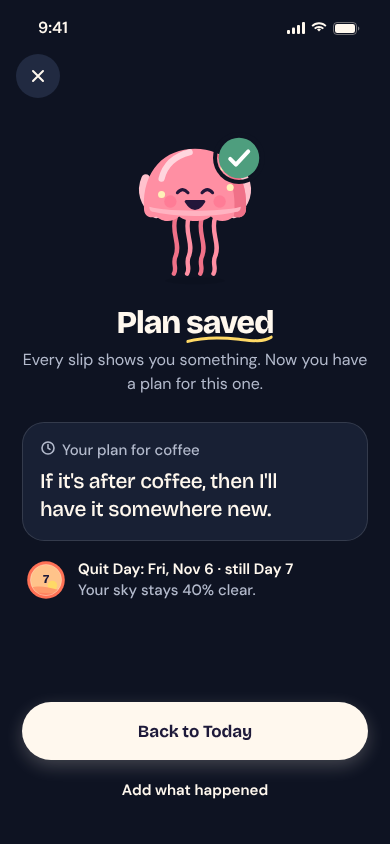 9:41
Plan saved
Every slip shows you something. Now you have
a plan for this one.
Your plan for coffee
If it's after coffee, then I'll
have it somewhere new.
7
Quit Day: Fri, Nov 6 · still Day 7
Your sky stays 40% clear.
Back to Today
Add what happened